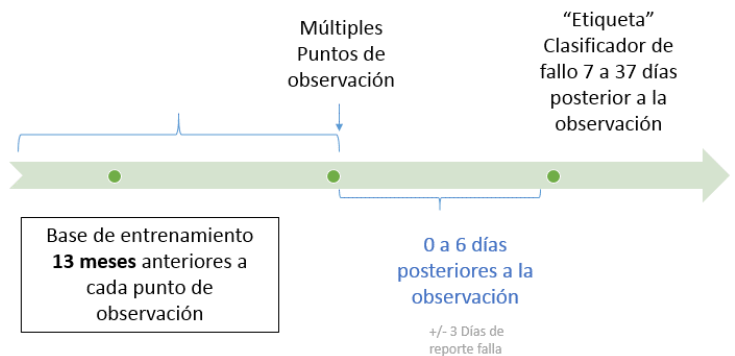 Múltiples
Puntos de
observación
“Etiqueta”
Clasificador de
fallo 7 a 37 días
posterior a la
observación
Base de entrenamiento
13 meses anteriores a
cada punto de
observación
0 a 6 días
posteriores a la
observación
+/- 3 Días de
reporte falla